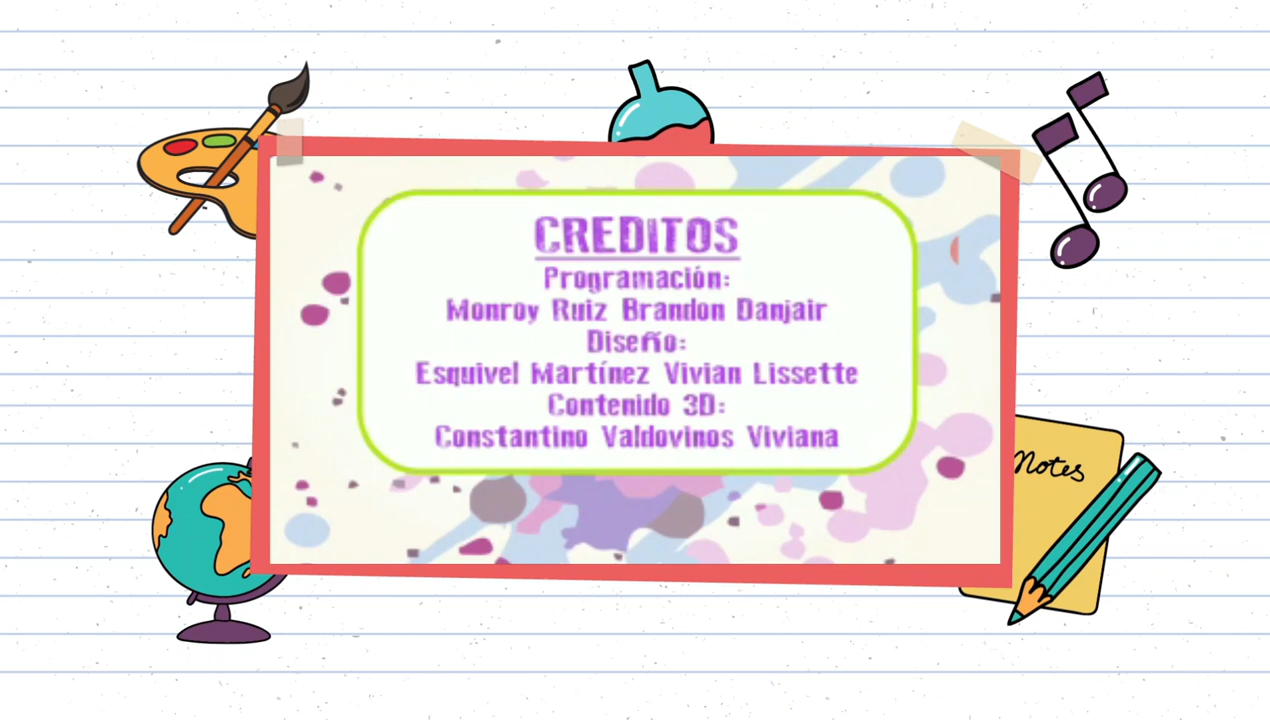 CREDITOS
Programación:
Monroy Ruiz Brandon Danjair
Diseño:
Esquivel Martínez Vivian Lissette
Contenido 3D:
Constantino Valdovinos Viviana
Notes